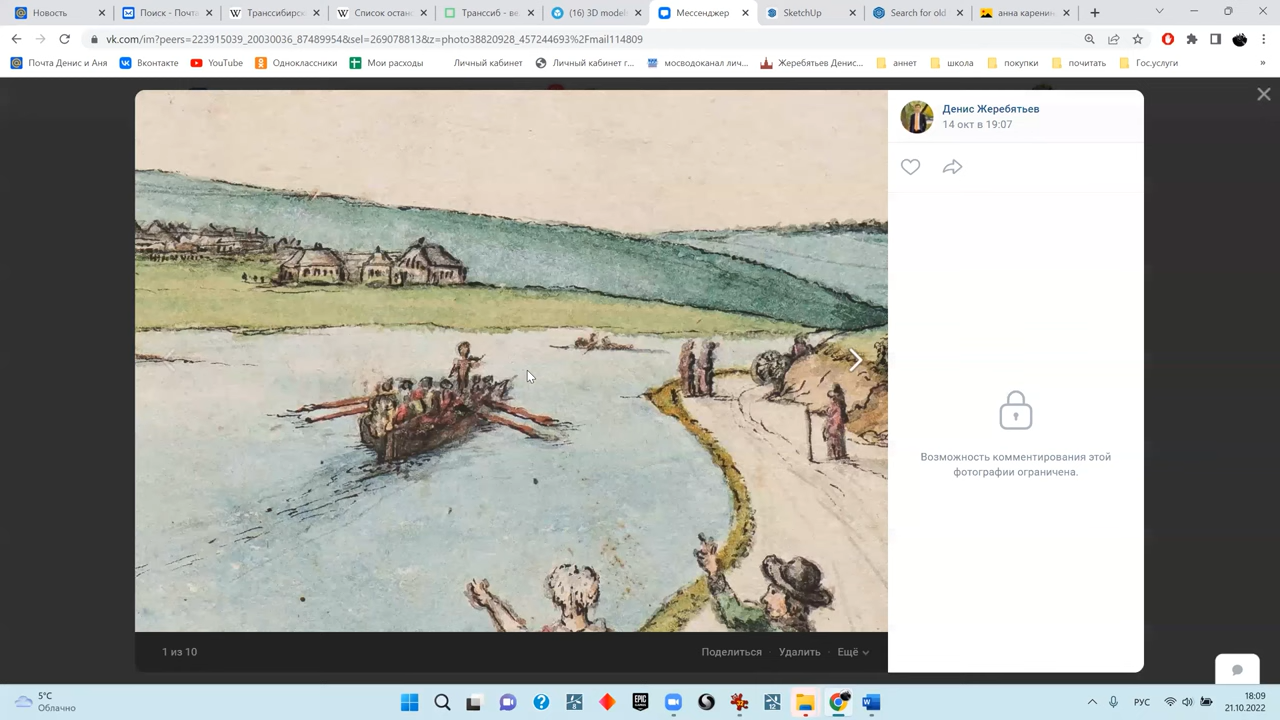 Новость
Поиск - Почта
Транссибирск
Список остано
Транссиб - ве
(16) 3D model
Мессенджер
SketchUp
Search for old
анна каренин
vk.com/im?peers=223915039_20030036_87489954&sel=269078813&z=photo38820928_457244693%2Fmail114809
Почта Денис и Аня
Вконтакте
YouTube
Одноклассники
Мои расходы
Личный кабинет
Личный кабинет г...
мосводоканал лич...
Жеребятьев Денис...
аннет
школа
покупки
почитать
Гос.услуги
»
Денис Жеребятьев
14 окт в 19:07
Возможность комментирования этой
фотографии ограничена.
1 из 10
Поделиться · Удалить · Ещё
5°C
Облачно
РУС
18:09
21.10.2022